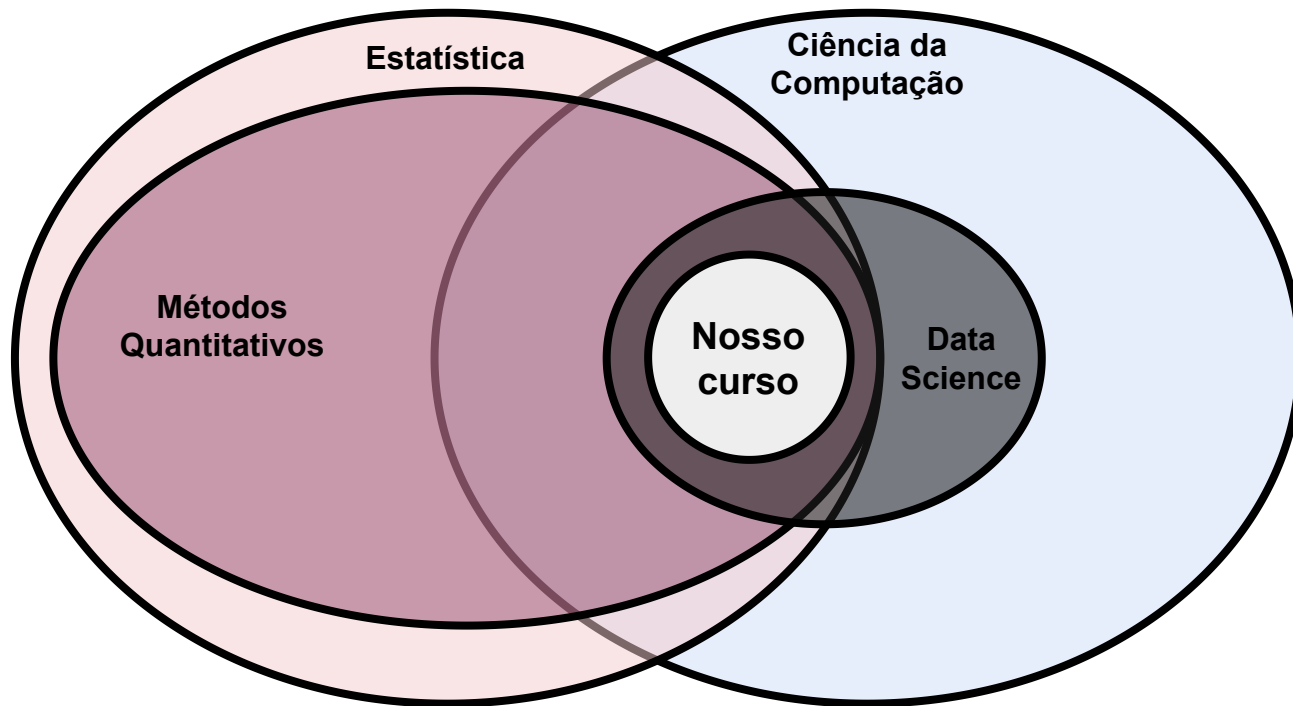 Estatística
Ciência da
Computação
Métodos
Quantitativos
Nosso
curso
Data
Science